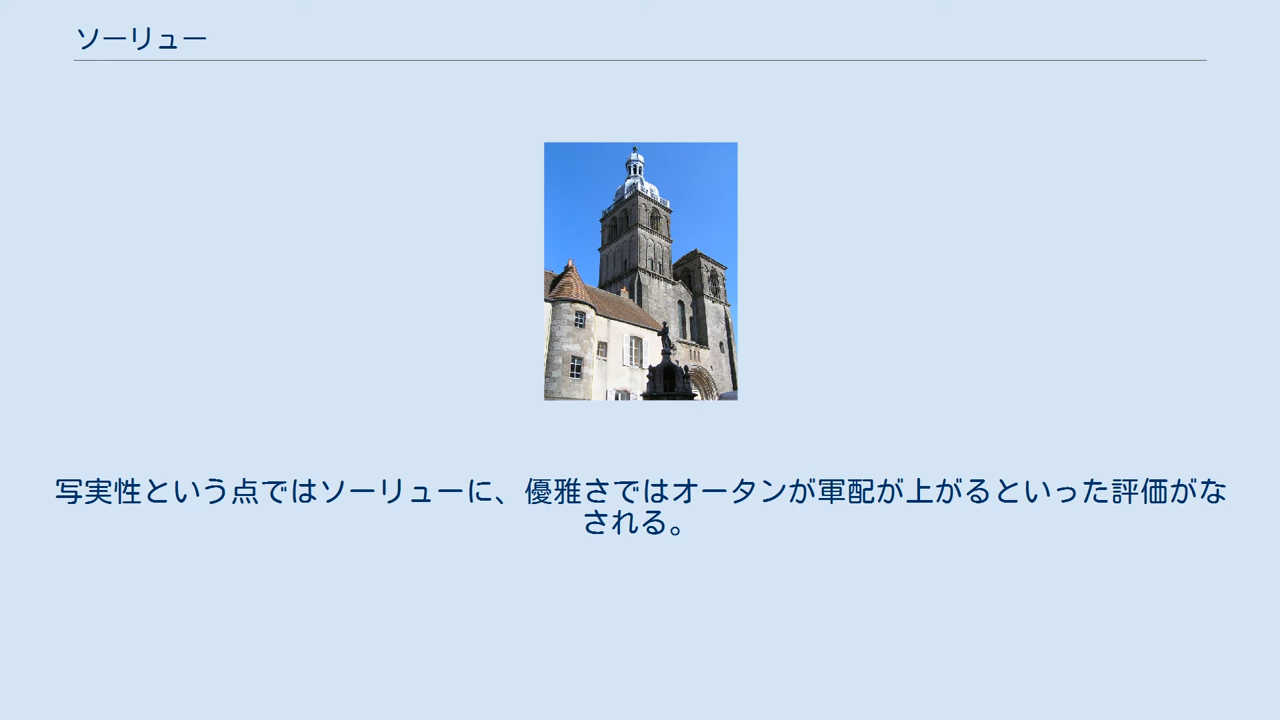 ソーリュー
写実性という点ではソーリューに、優雅さではオータンが軍配が上がるといった評価がな
される。